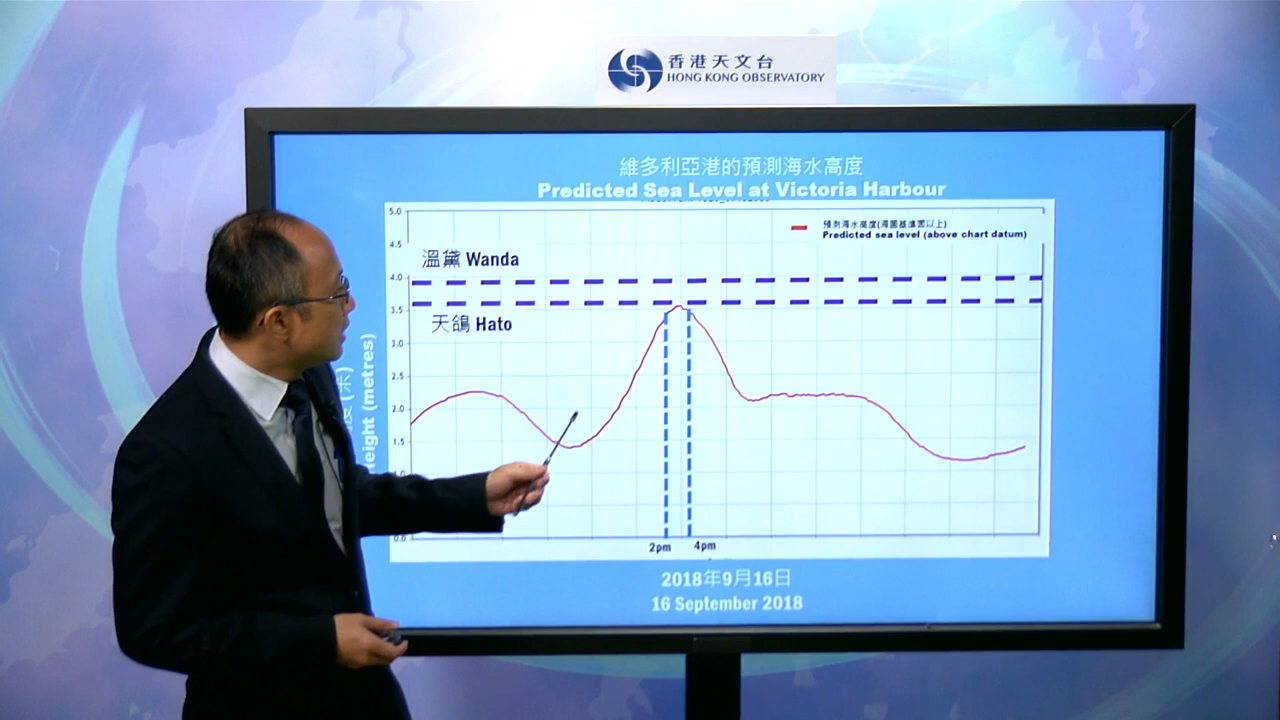 香港天文台
HONG KONG OBSERVATORY
維多利亞港的預測海水高度
Predicted Sea Level at Victoria Harbour
預測海水高度(海圖基準面以上)
Predicted sea level (above chart datum)
5.0
4.5
溫黛 Wanda
4.0
3.5
天鴿 Hato
3.0
2.5
2.0
1.5
0.0
(米)
Height (metres)
2pm
4pm
2018年9月16日
16 September 2018